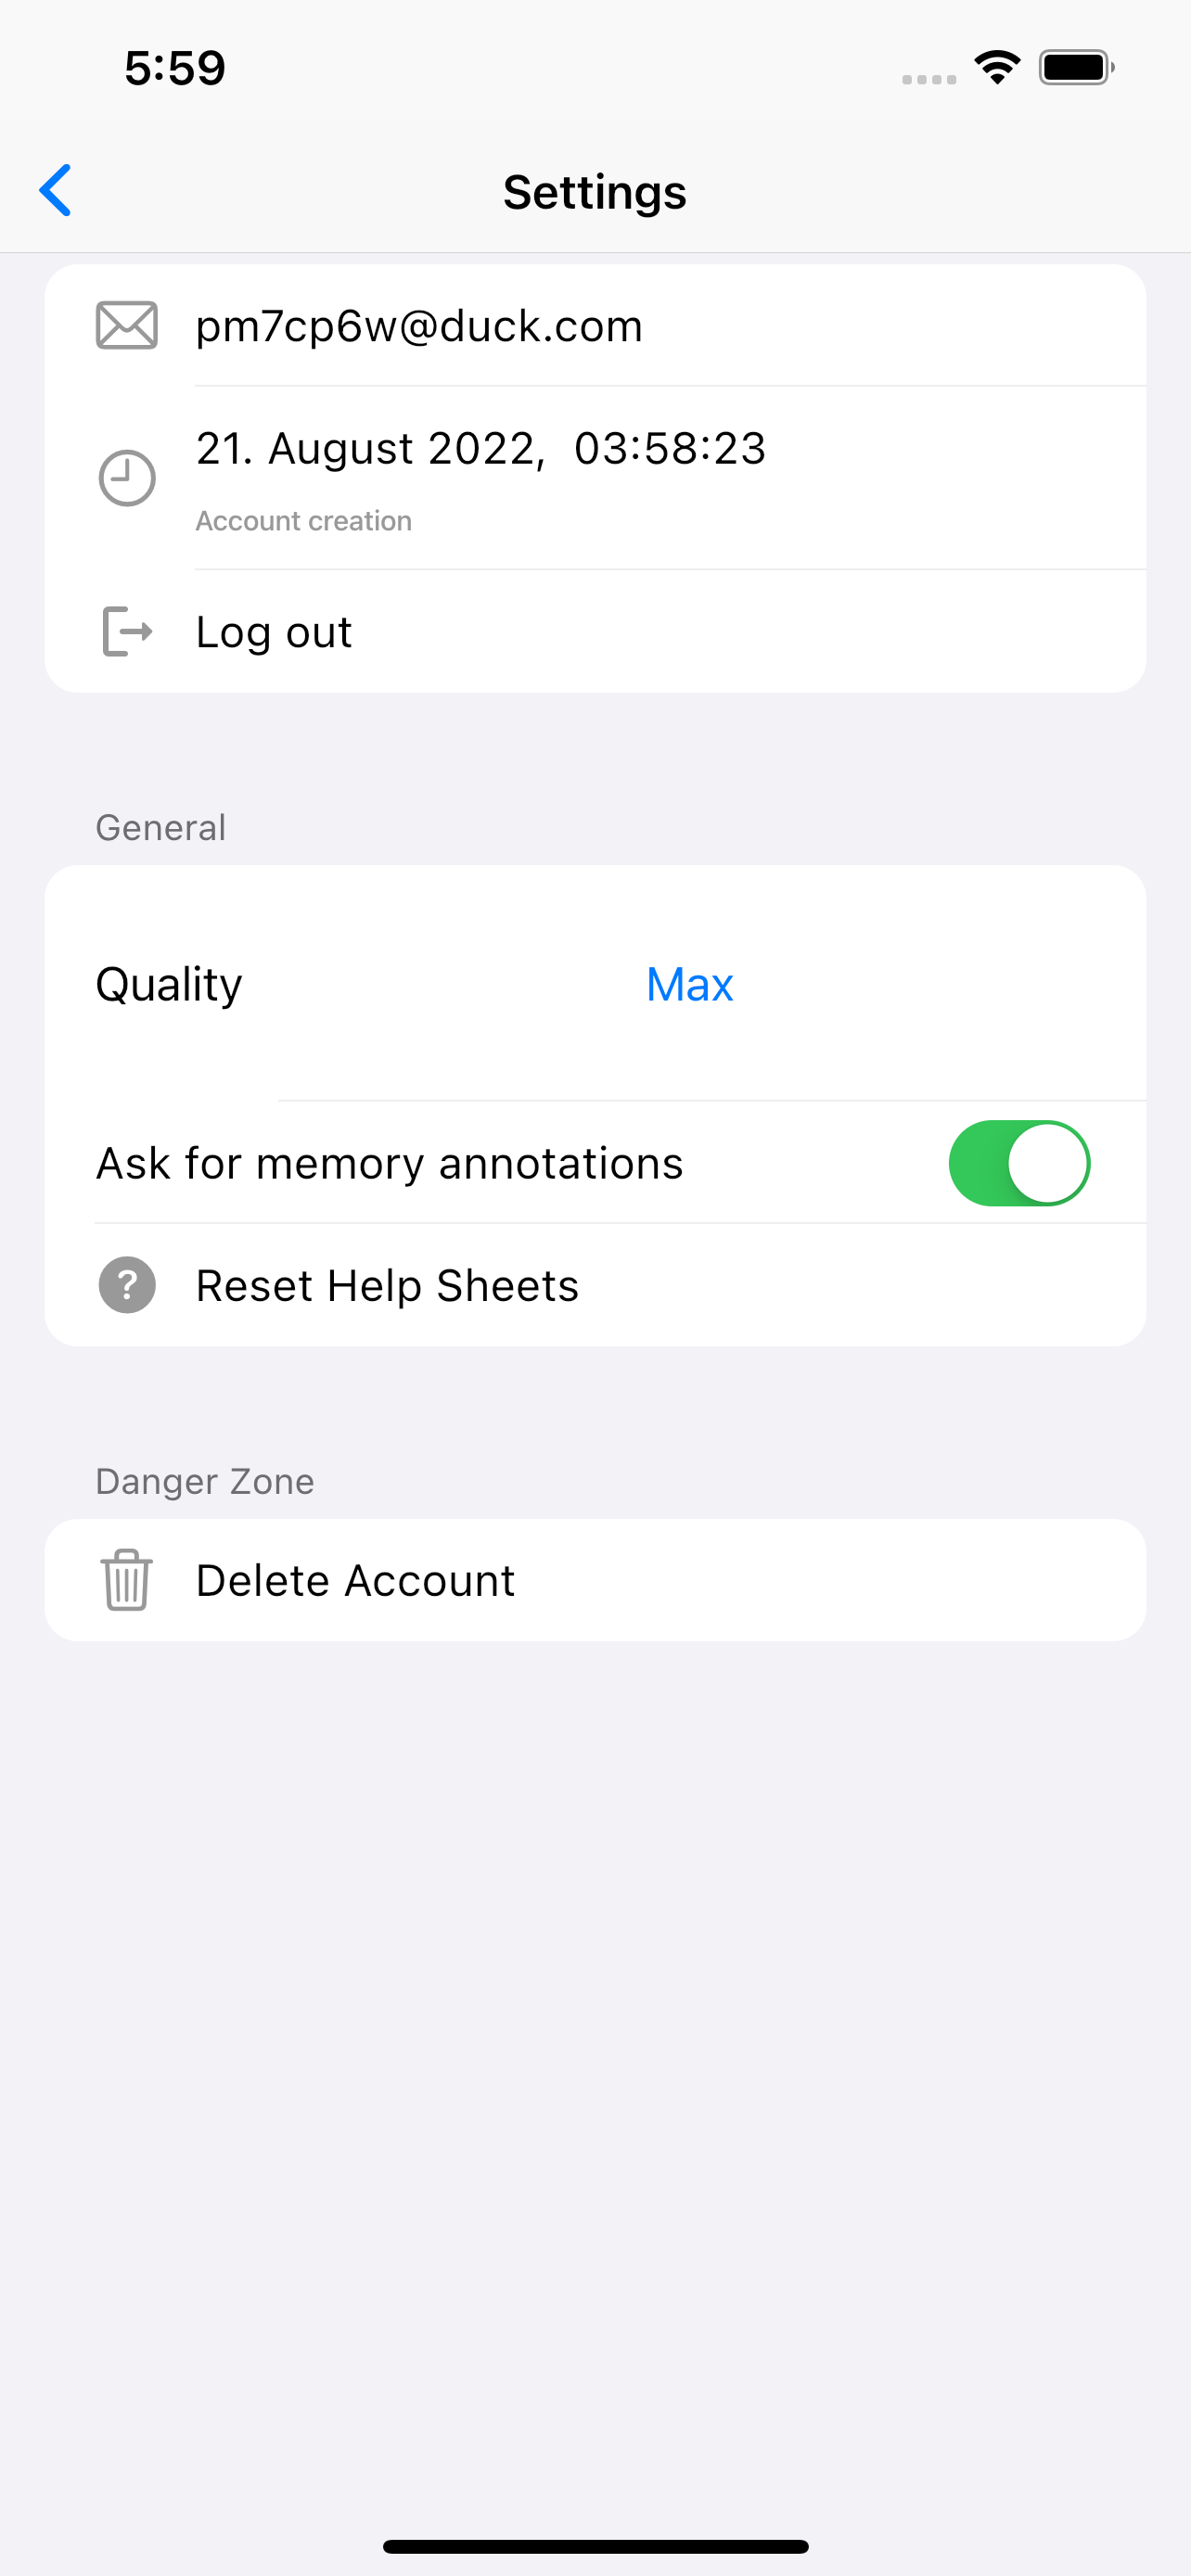 5:59
Settings
pm7cp6w@duck.com
21. August 2022,  03:58:23
Account creation
Log out
General
Quality
Max
Ask for memory annotations
Reset Help Sheets
Danger Zone
Delete Account